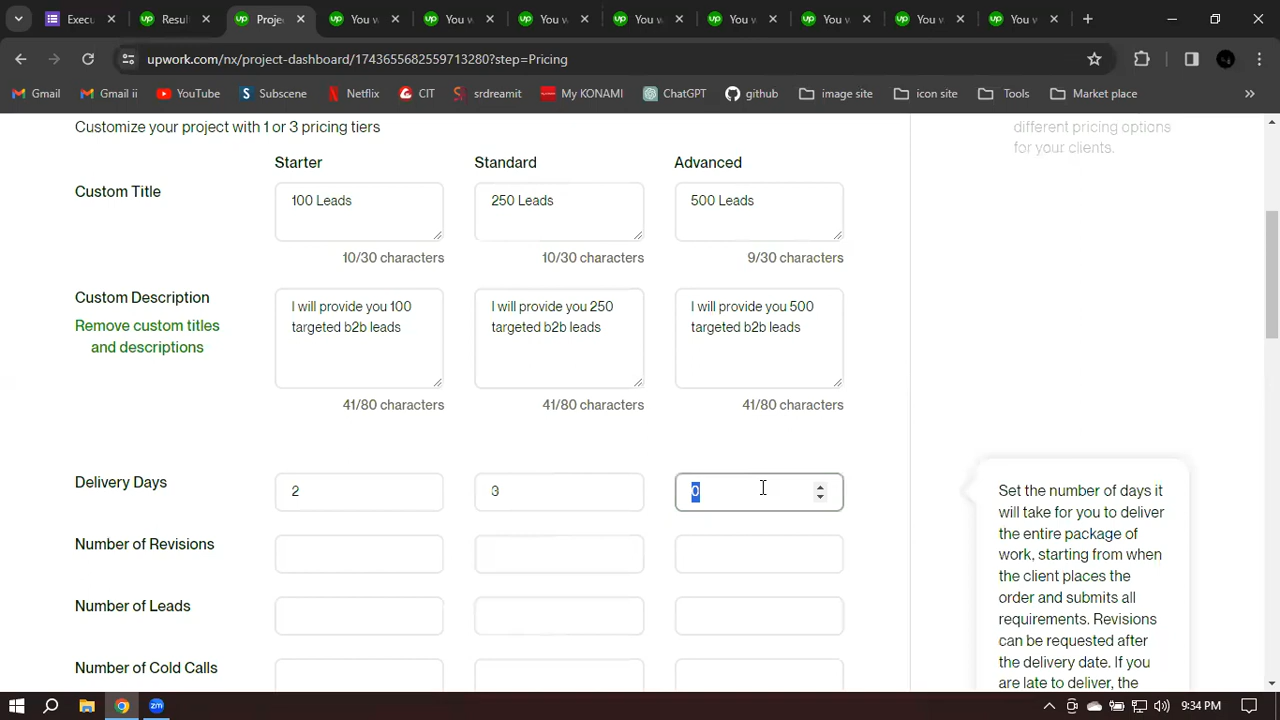 Execu
Resul
Projec
You w
You w
You w
You w
You w
You w
You w
You w
upwork.com/nx/project-dashboard/1743655682559713280?step=Pricing
Gmail
Gmail ii
YouTube
Subscene
Netflix
CIT
srdreamit
My KONAMI
ChatGPT
github
image site
icon site
Tools
Market place
Customize your project with 1 or 3 pricing tiers
different pricing options
for your clients.
Starter
Standard
Advanced
Custom Title
100 Leads
250 Leads
500 Leads
10/30 characters
10/30 characters
9/30 characters
Custom Description
Remove custom titles
and descriptions
I will provide you 100
targeted b2b leads
I will provide you 250
targeted b2b leads
I will provide you 500
targeted b2b leads
41/80 characters
41/80 characters
41/80 characters
Delivery Days
2
3
0
Number of Revisions
Number of Leads
Number of Cold Calls
Set the number of days it
will take for you to deliver
the entire package of
work, starting from when
the client places the
order and submits all
requirements. Revisions
can be requested after
the delivery date. If you
are late to deliver, the
9:34 PM